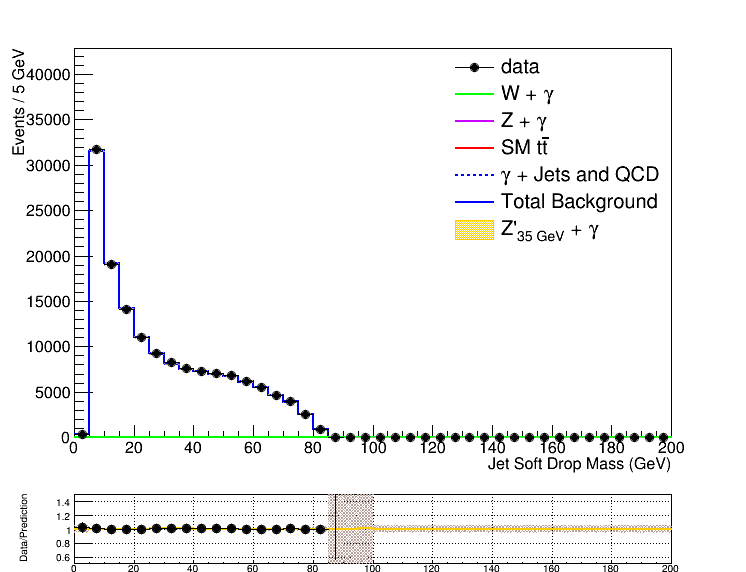 Events / 5 GeV
40000
35000
30000
25000
20000
15000
10000
5000
0
data
W + γ
Z + γ
SM tt̄
γ + Jets and QCD
Total Background
Z'35 GeV + γ
0 20 40 60 80 100 120 140 160 180 200
Jet Soft Drop Mass (GeV)
Data/Prediction
1.4
1.2
1
0.8
0.6
0 20 40 60 80 100 120 140 160 180 200